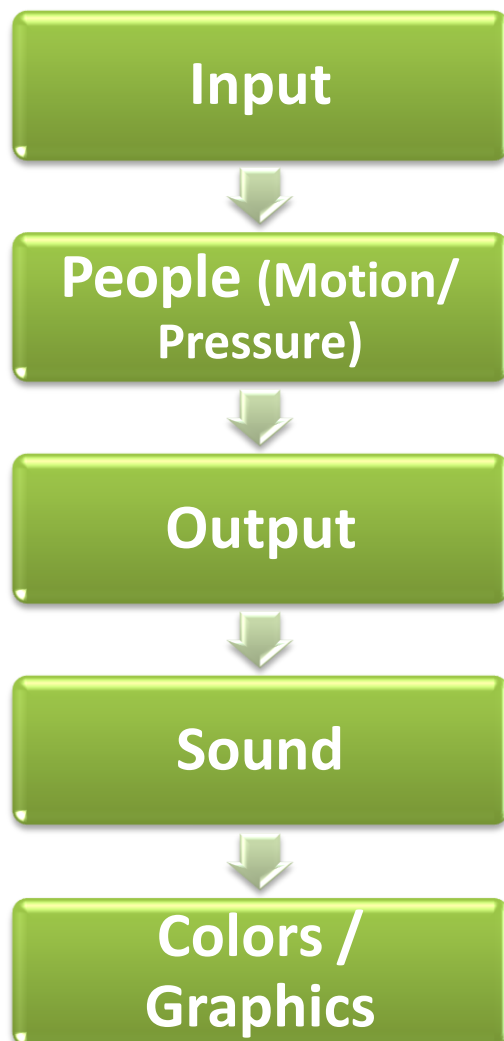 Input
People (Motion/
Pressure)
Output
Sound
Colors /
Graphics